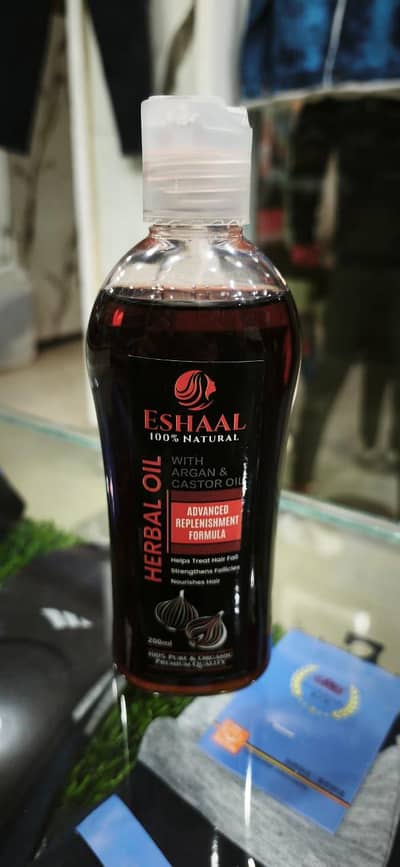 ESHAAL
100% NATURAL
HERBAL OIL
WITH
ARGAN &
CASTOR OIL
ADVANCED
REPLENISHMENT
FORMULA
Helps Treat Hair Fall
Strengthens Follicles
Nourishes Hair
200ml
100% PURE & ORGANIC
PREMIUM QUALITY